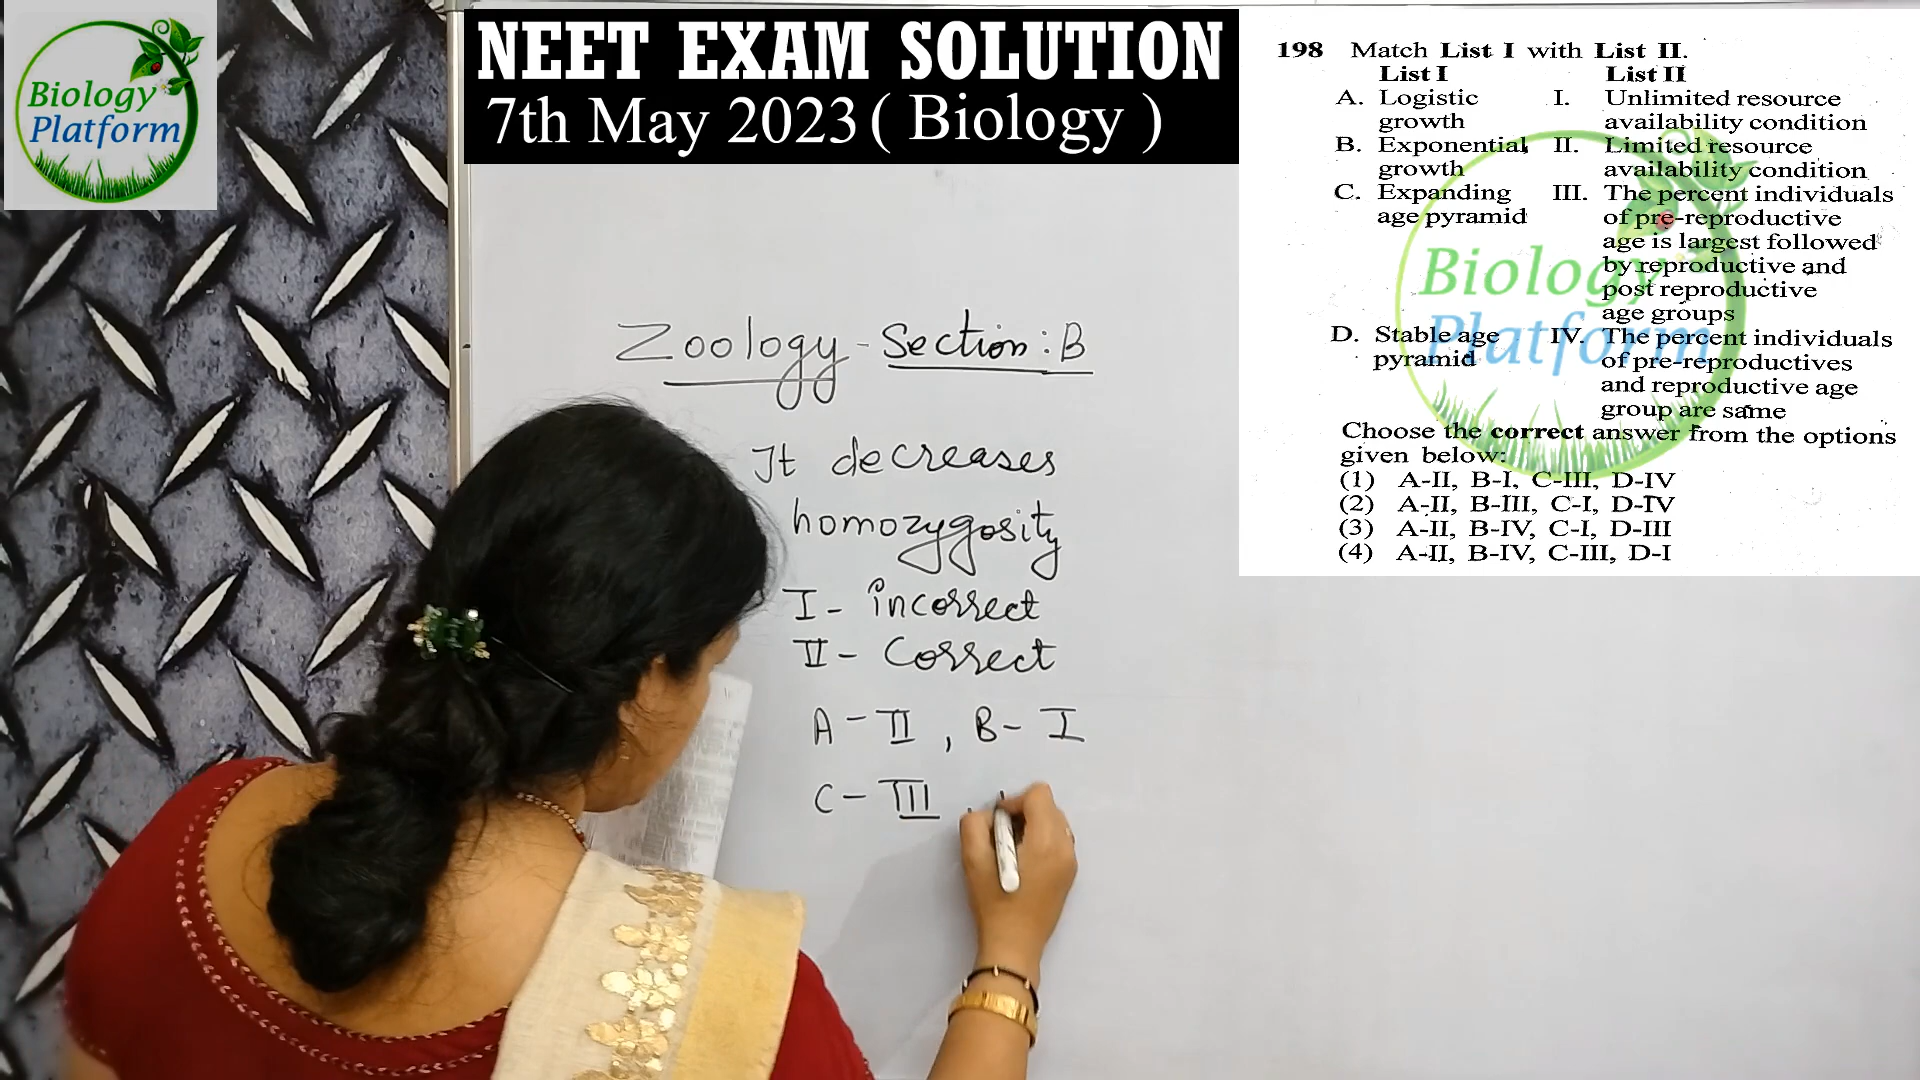 Biology
Platform
NEET EXAM SOLUTION
7th May 2023 ( Biology )
Zoology - Section : B
It decreases
homozygosity
I - incorrect
II - Correct
A - II , B - I
C - III ,
198 Match List I with List II.
List I List II
A. Logistic I. Unlimited resource
growth availability condition
B. Exponential II. Limited resource
growth availability condition
C. Expanding III. The percent individuals
age pyramid of pre-reproductive
age is largest followed
by reproductive and
post reproductive
age groups
D. Stable age IV. The percent individuals
pyramid of pre-reproductives
and reproductive age
group are same
Choose the correct answer from the options
given below:
(1) A-II, B-I, C-III, D-IV
(2) A-II, B-III, C-I, D-IV
(3) A-II, B-IV, C-I, D-III
(4) A-II, B-IV, C-III, D-I
Biology
Platform